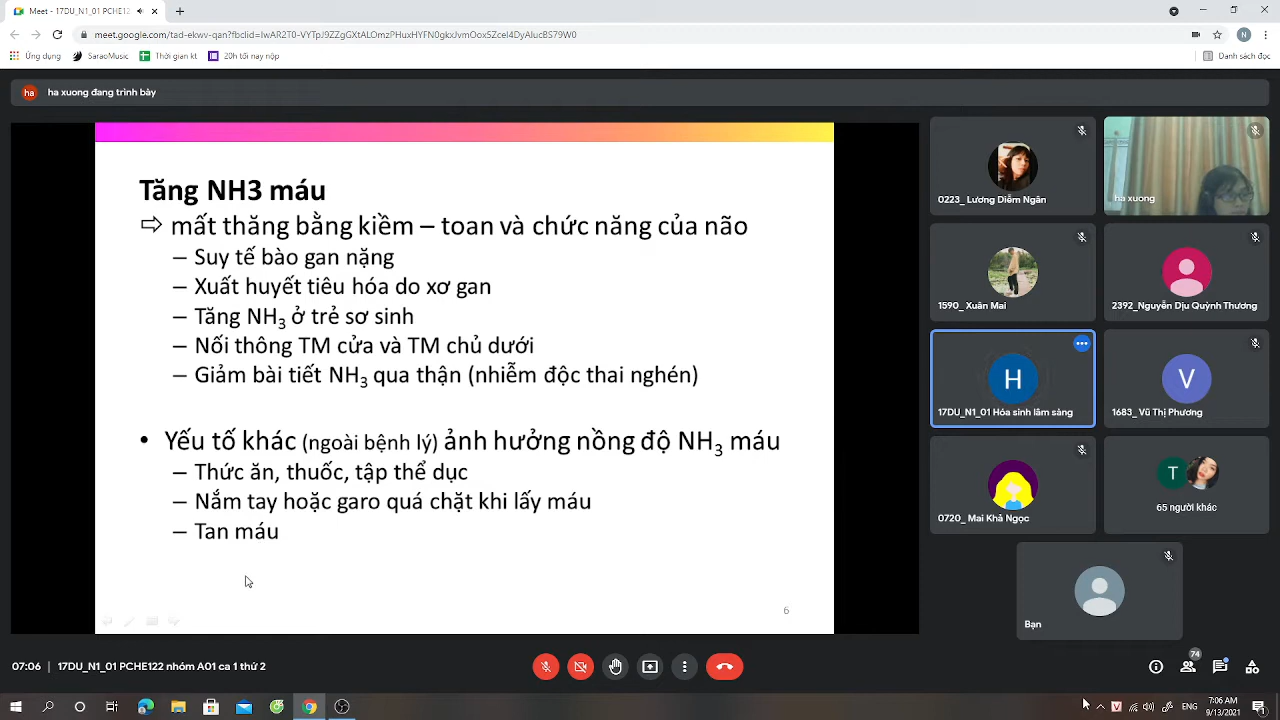 Meet - 17DU_N1_01 PCHE12
meet.google.com/tad-ekwv-qan?fbclid=IwAR2T0-VYTpJ9ZZgGXtALOmzPHuxHYFN0gkxJvmOoxSZcel4DyAIucBS79W0
Ứng dụng
SaraoMusic
Thời gian kt
20h tối nay nộp
Danh sách đọc
N
ha
ha xuong đang trình bày
Tăng NH3 máu
⇨ mất thăng bằng kiềm – toan và chức năng của não
– Suy tế bào gan nặng
– Xuất huyết tiêu hóa do xơ gan
– Tăng NH₃ ở trẻ sơ sinh
– Nối thông TM cửa và TM chủ dưới
– Giảm bài tiết NH₃ qua thận (nhiễm độc thai nghén)
• Yếu tố khác (ngoài bệnh lý) ảnh hưởng nồng độ NH₃ máu
– Thức ăn, thuốc, tập thể dục
– Nắm tay hoặc garo quá chặt khi lấy máu
– Tan máu
6
0223_ Lương Diễm Ngân
ha xuong
1590_ Xuân Mai
2392_Nguyễn Dịu Quỳnh Thương
H
17DU_N1_01 Hóa sinh lâm sàng
V
1683_ Vũ Thị Phương
0720_ Mai Khả Ngọc
T
65 người khác
Bạn
07:06 | 17DU_N1_01 PCHE122 nhóm A01 ca 1 thứ 2
74
7:06 AM
9/13/2021